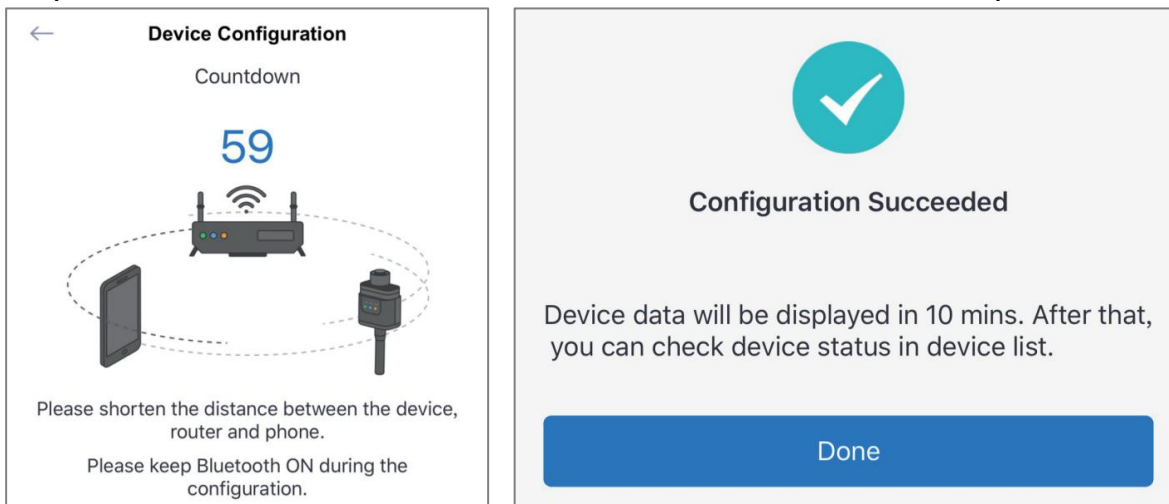 Device Configuration
Countdown
59
Please shorten the distance between the device,
router and phone.
Please keep Bluetooth ON during the
configuration.
Configuration Succeeded
Device data will be displayed in 10 mins. After that,
you can check device status in device list.
Done